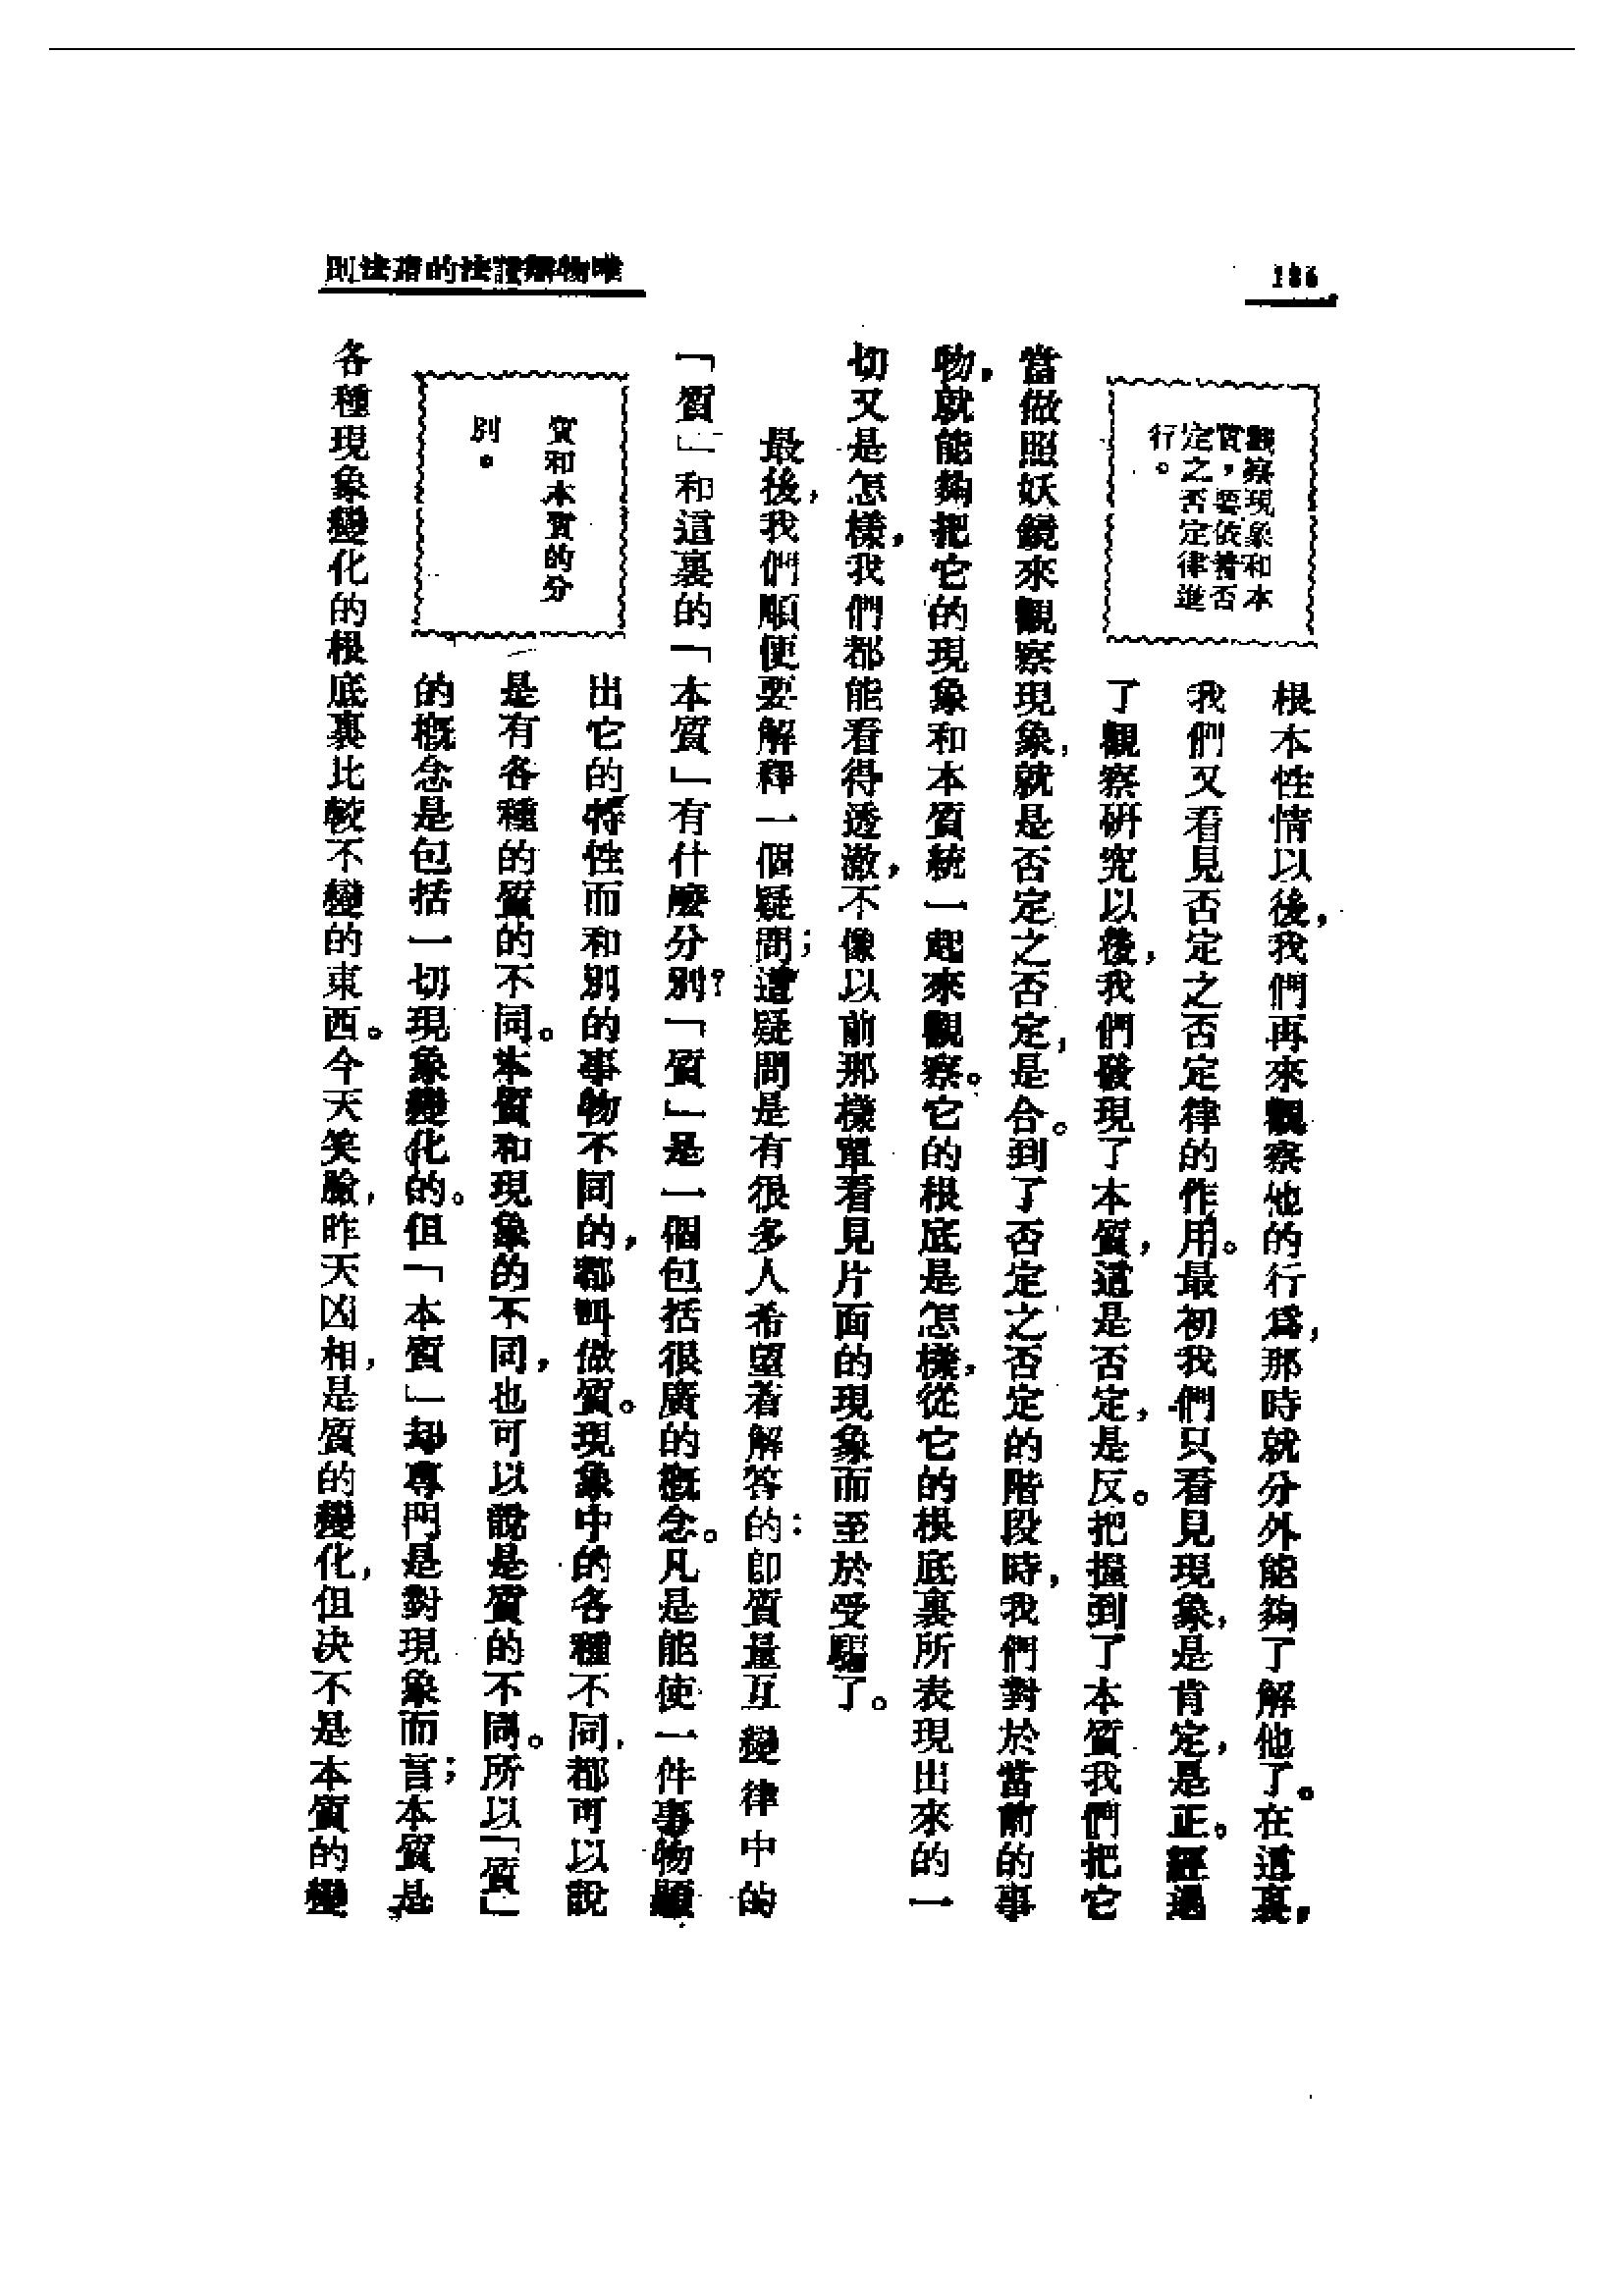 186
唯物辯證法的諸法則
觀察現象和本
質，要依着否
定之否定律進
行。
根本性情以後，我們再來觀察他的行爲，那時就分外能夠了解他了。在這裏，
我們又看見否定之否定律的作用。最初我們只看見現象，是肯定，是正。經過
了觀察研究以後，我們發現了本質，這是否定，是反。把握到了本質我們把它
當做照妖鏡來觀察現象，就是否定之否定，是合。到了否定之否定的階段時，我們對於當前的事
物，就能夠把它的現象和本質統一起來觀察。它的根底是怎樣，從它的根底裏所表現出來的一
切又是怎樣，我們都能看得透澈，不像以前那樣單看見片面的現象而至於受騙了。
最後，我們順便要解釋一個疑問；這疑問是有很多人希望着解答的：即質量互變律中的
「質」和這裏的「本質」有什麼分別？「質」是一個包括很廣的概念。凡是能使一件事物顯
出它的特性而和別的事物不同的，都叫做質。現象中的各種不同，都可以說
是有各種的質的不同。本質和現象的不同，也可以說是質的不同。所以「質」
的概念是包括一切現象變化的。但「本質」却專門是對現象而言；本質是，
質和本質的分
別。
各種現象變化的根底裏比較不變的東西。今天笑臉，昨天凶相，是質的變化，但决不是本質的變